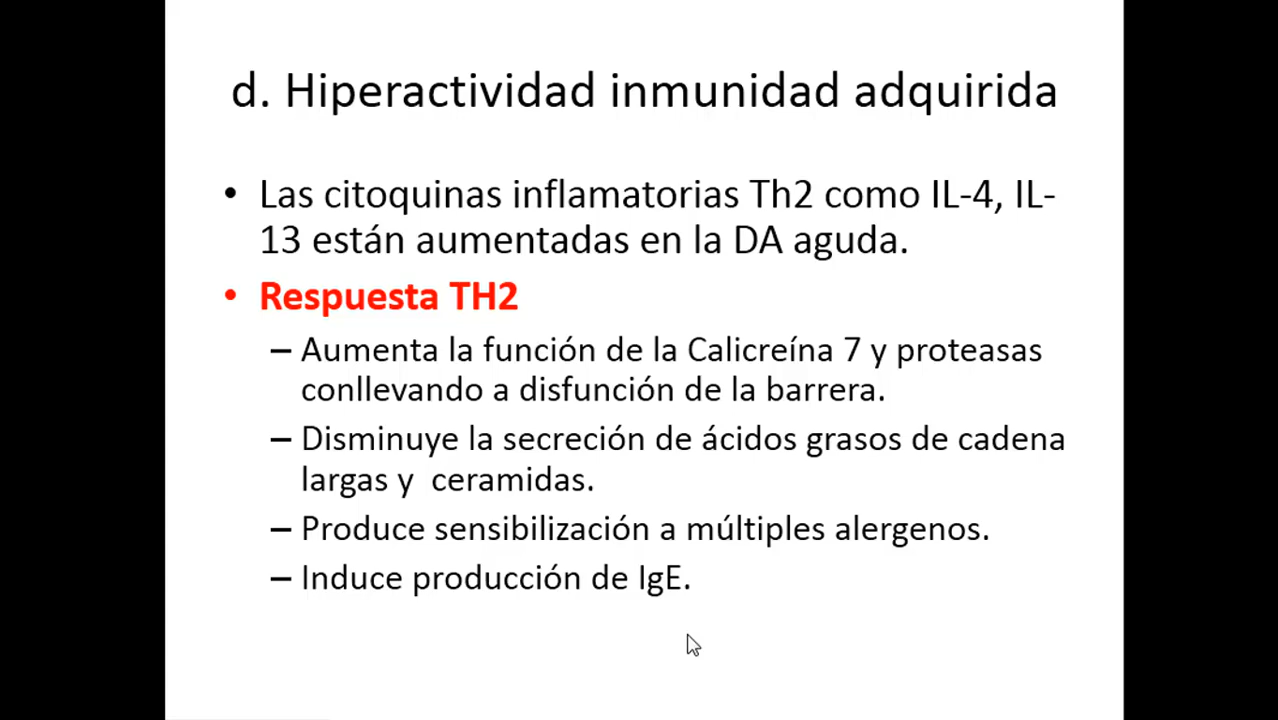 d. Hiperactividad inmunidad adquirida
• Las citoquinas inflamatorias Th2 como IL-4, IL-
13 están aumentadas en la DA aguda.
• Respuesta TH2
– Aumenta la función de la Calicreína 7 y proteasas
conllevando a disfunción de la barrera.
– Disminuye la secreción de ácidos grasos de cadena
largas y ceramidas.
– Produce sensibilización a múltiples alergenos.
– Induce producción de IgE.